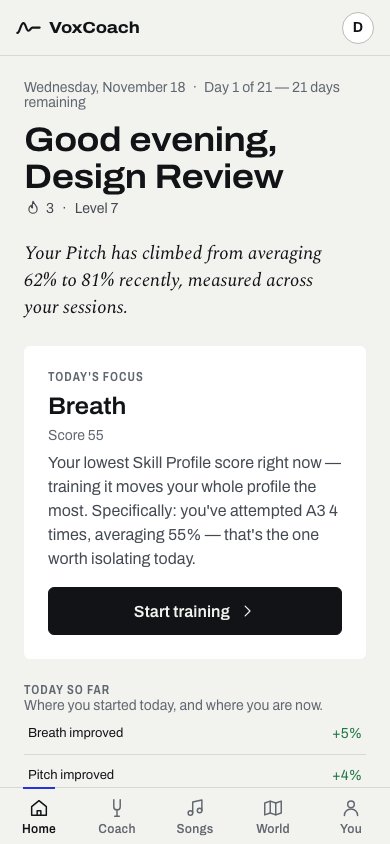 VoxCoach
D
Wednesday, November 18 · Day 1 of 21 — 21 days
remaining
Good evening,
Design Review
3 · Level 7
Your Pitch has climbed from averaging
62% to 81% recently, measured across
your sessions.
TODAY'S FOCUS
Breath
Score 55
Your lowest Skill Profile score right now —
training it moves your whole profile the
most. Specifically: you've attempted A3 4
times, averaging 55% — that's the one
worth isolating today.
Start training
TODAY SO FAR
Where you started today, and where you are now.
Breath improved +5%
Pitch improved +4%
Home Coach Songs World You